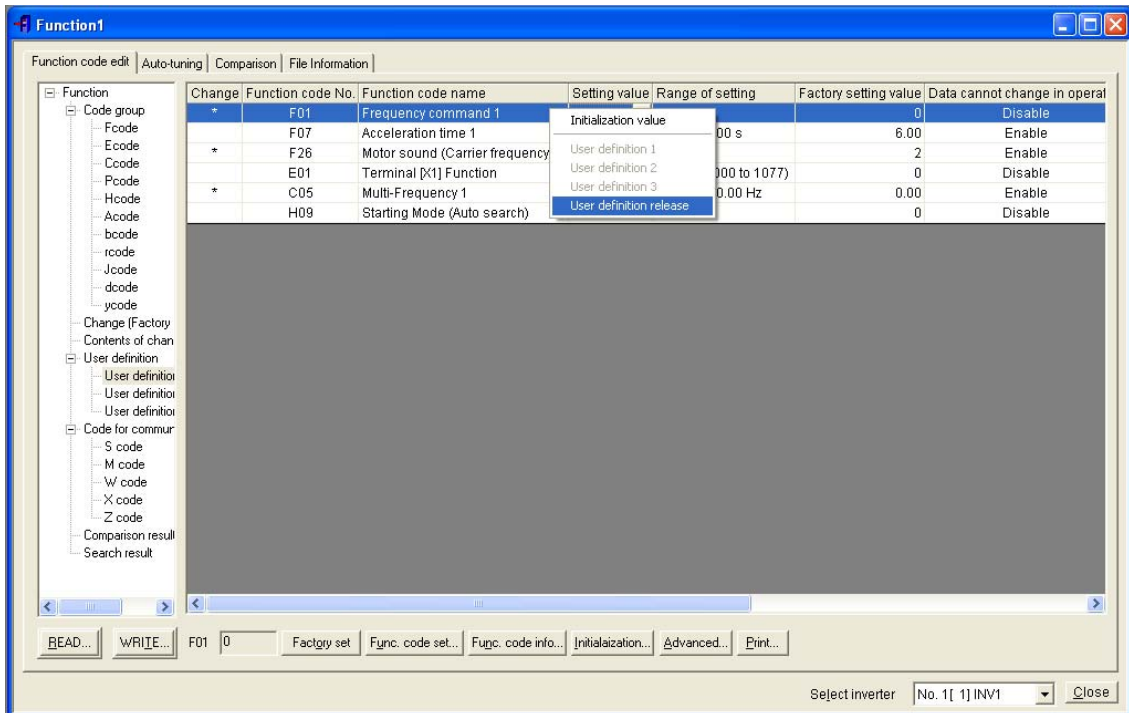 Function1
Function code edit Auto-tuning Comparison File Information
Function
Code group
Fcode
Ecode
Ccode
Pcode
Hcode
Acode
bcode
rcode
Jcode
dcode
ycode
Change (Factory
Contents of chan
User definition
User definition
User definition
User definition
Code for commun
S code
M code
W code
X code
Z code
Comparison result
Search result
Change Function code No. Function code name Setting value Range of setting Factory setting value Data cannot change in operat
* F01 Frequency command 1 0 Disable
F07 Acceleration time 1 00 s 6.00 Enable
* F26 Motor sound (Carrier frequency 2 Enable
E01 Terminal [X1] Function 000 to 1077) 0 Disable
* C05 Multi-Frequency 1 0.00 Hz 0.00 Enable
H09 Starting Mode (Auto search) 0 Disable
Initialization value
User definition 1
User definition 2
User definition 3
User definition release
READ... WRITE... F01 0 Factory set Func. code set... Func. code info... Initialaization... Advanced... Print...
Select inverter No. 1[ 1] INV1 Close